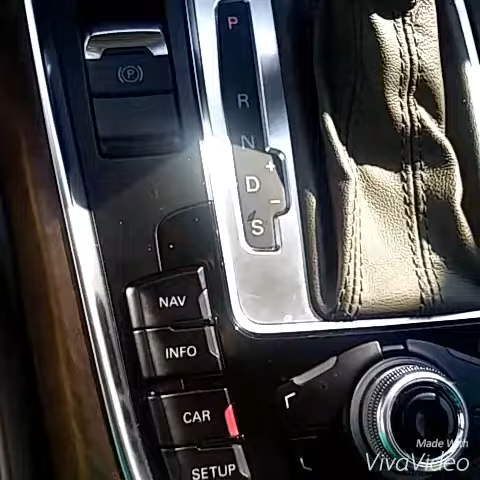 P
(P)
R
N
+
D
-
S
NAV
INFO
CAR
SETUP
Made With
VivaVideo